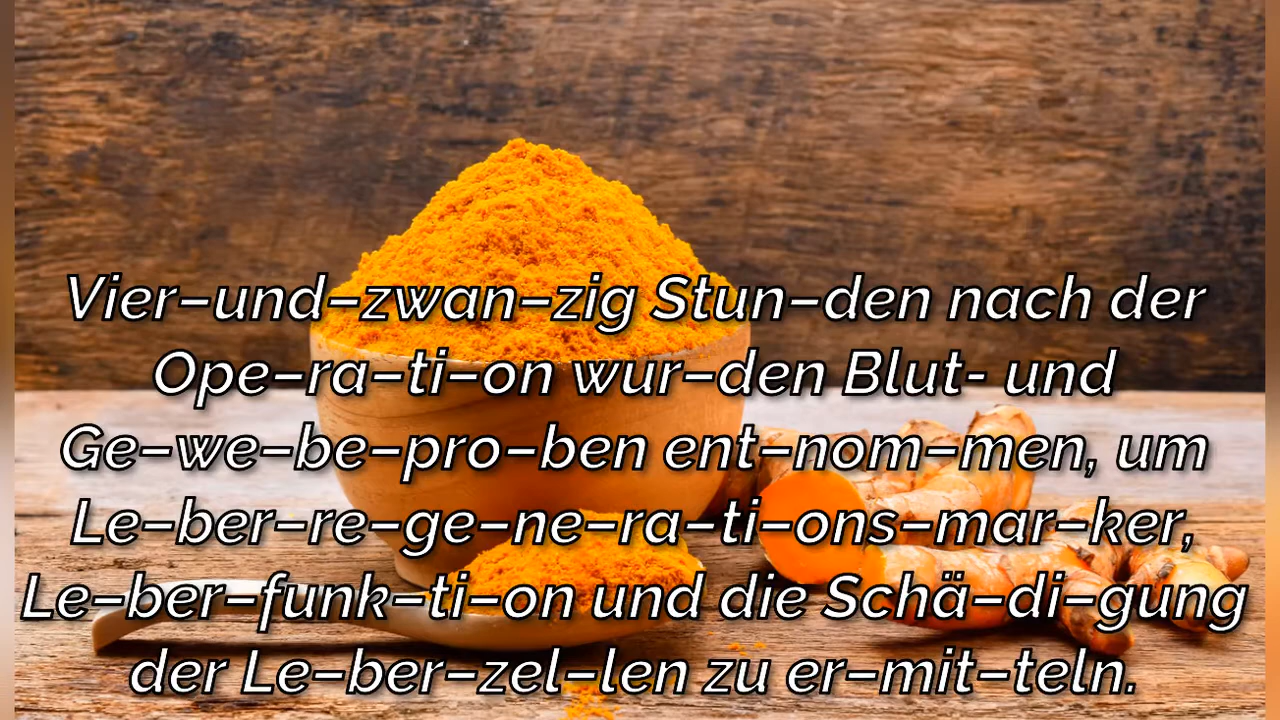 Vier–und–zwan–zig Stun–den nach der
Ope–ra–ti–on wur–den Blut- und
Ge–we–be–pro–ben ent–nom–men, um
Le–ber–re–ge–ne–ra–ti–ons–mar–ker,
Le–ber–funk–ti–on und die Schä–di–gung
der Le–ber–zel–len zu er–mit–teln.